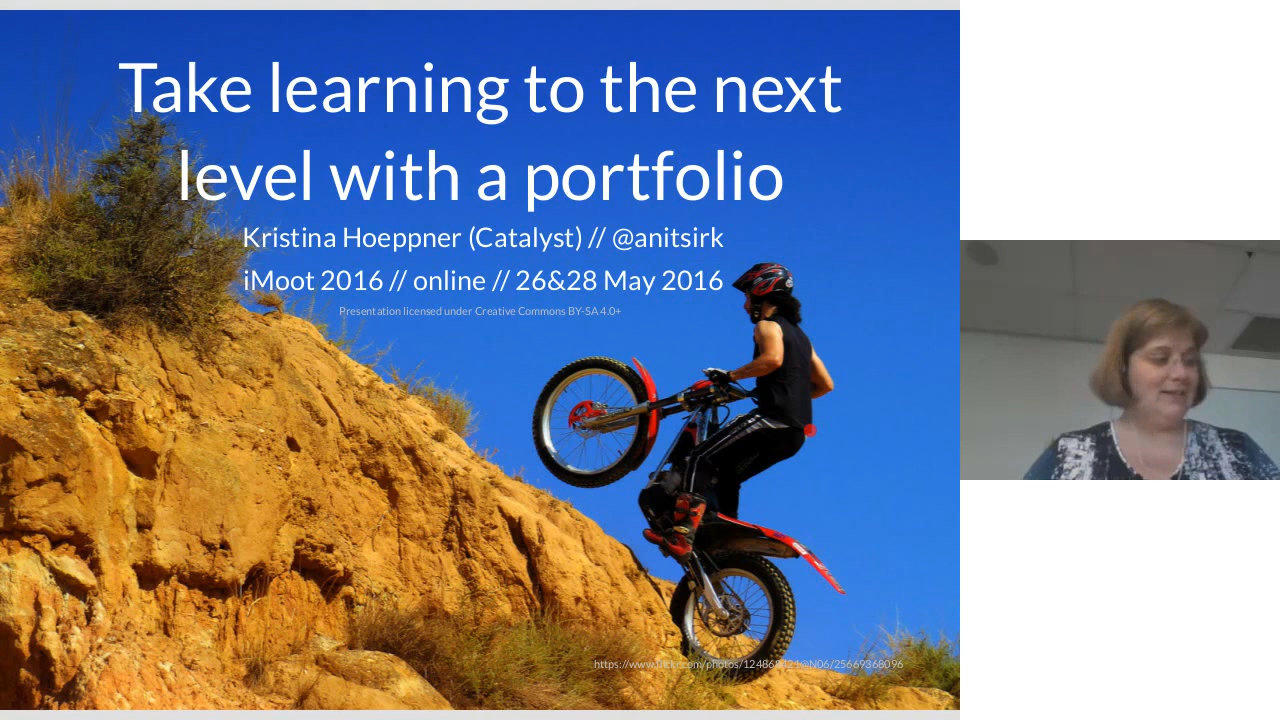 Take learning to the next
level with a portfolio
Kristina Hoeppner (Catalyst) // @anitsirk
iMoot 2016 // online // 26&28 May 2016
Presentation licensed under Creative Commons BY-SA 4.0+